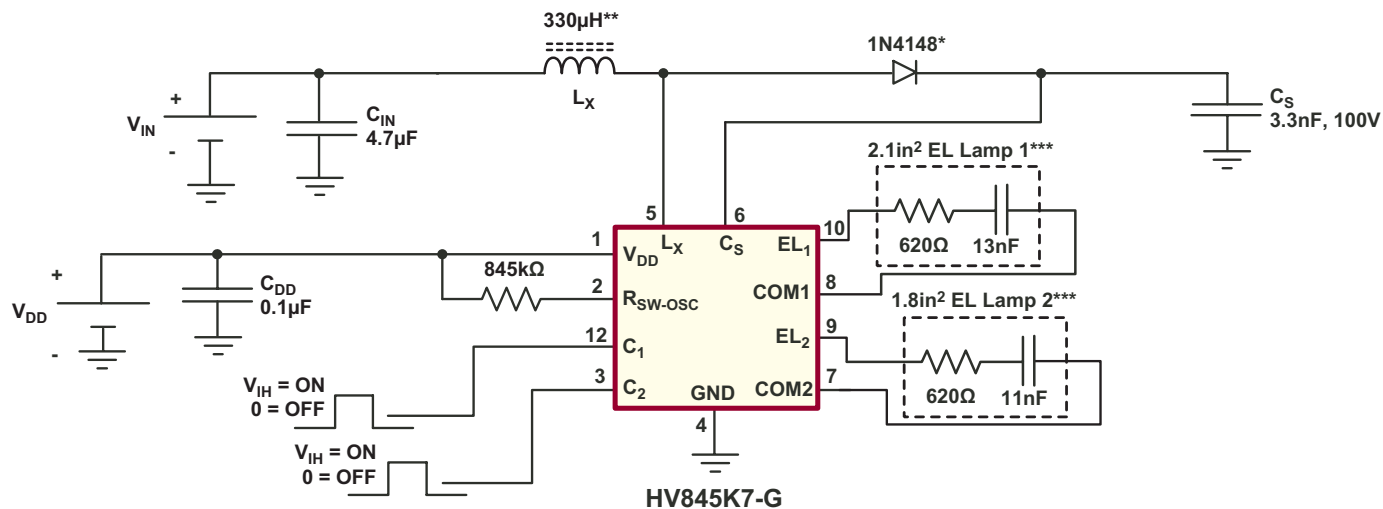 330µH**
L_X
1N4148*
+
V_IN
-
C_IN
4.7µF
C_S
3.3nF, 100V
2.1in² EL Lamp 1***
620Ω
13nF
5
6
10
L_X
C_S
EL_1
1
V_DD
845kΩ
2
R_SW-OSC
8
COM1
1.8in² EL Lamp 2***
9
EL_2
620Ω
11nF
+
V_DD
-
C_DD
0.1µF
12
C_1
3
C_2
7
COM2
GND
4
V_IH = ON
0 = OFF
V_IH = ON
0 = OFF
HV845K7-G